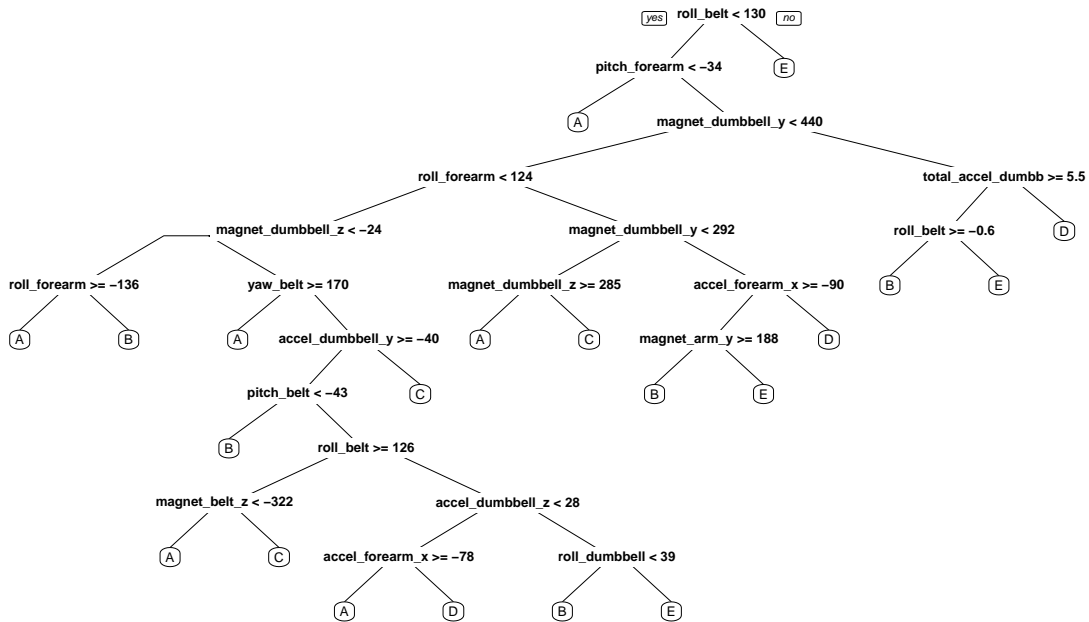 yes roll_belt < 130 no
pitch_forearm < −34 E
A magnet_dumbbell_y < 440
roll_forearm < 124 total_accel_dumbb >= 5.5
magnet_dumbbell_z < −24 magnet_dumbbell_y < 292 roll_belt >= −0.6 D
roll_forearm >= −136 yaw_belt >= 170 magnet_dumbbell_z >= 285 accel_forearm_x >= −90 B E
A B A accel_dumbbell_y >= −40 A C magnet_arm_y >= 188 D
pitch_belt < −43 C B E
B roll_belt >= 126
magnet_belt_z < −322 accel_dumbbell_z < 28
A C accel_forearm_x >= −78 roll_dumbbell < 39
A D B E